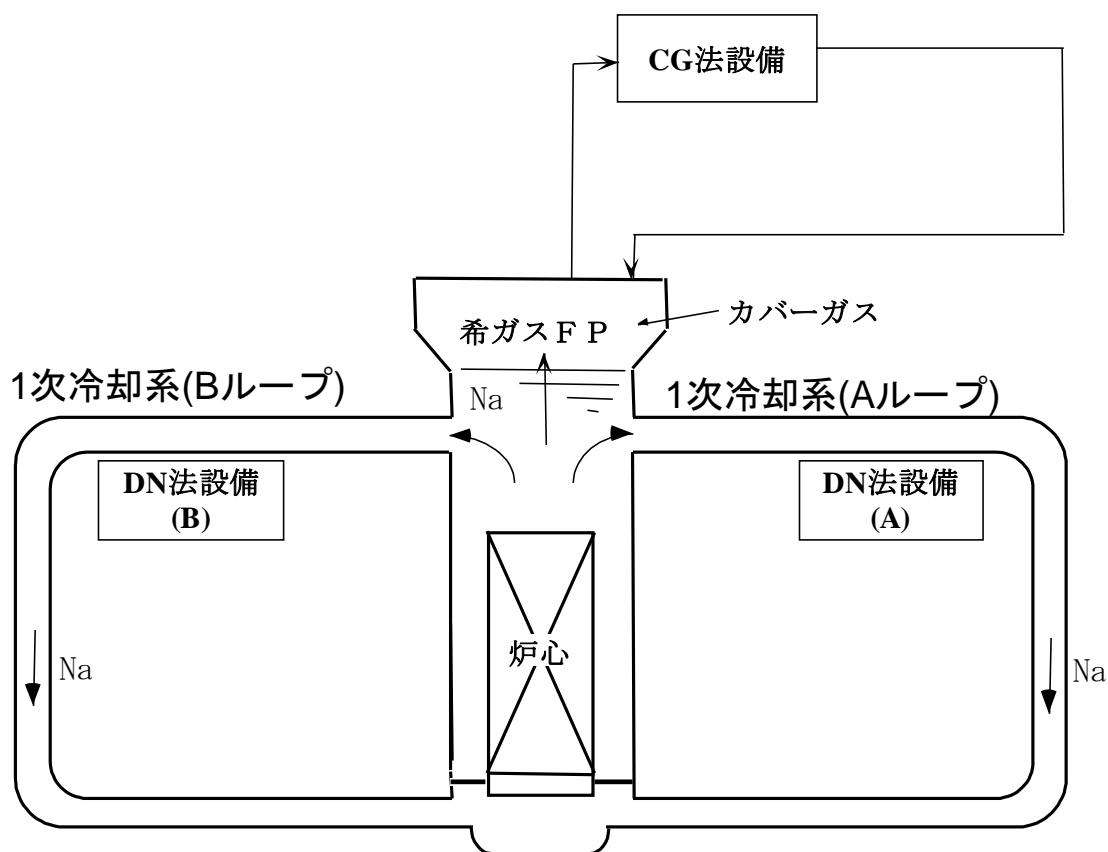 CG法設備
カバーガス
希ガスＦＰ
1次冷却系(Bループ)
Na
1次冷却系(Aループ)
DN法設備
(B)
DN法設備
(A)
炉心
Na
Na